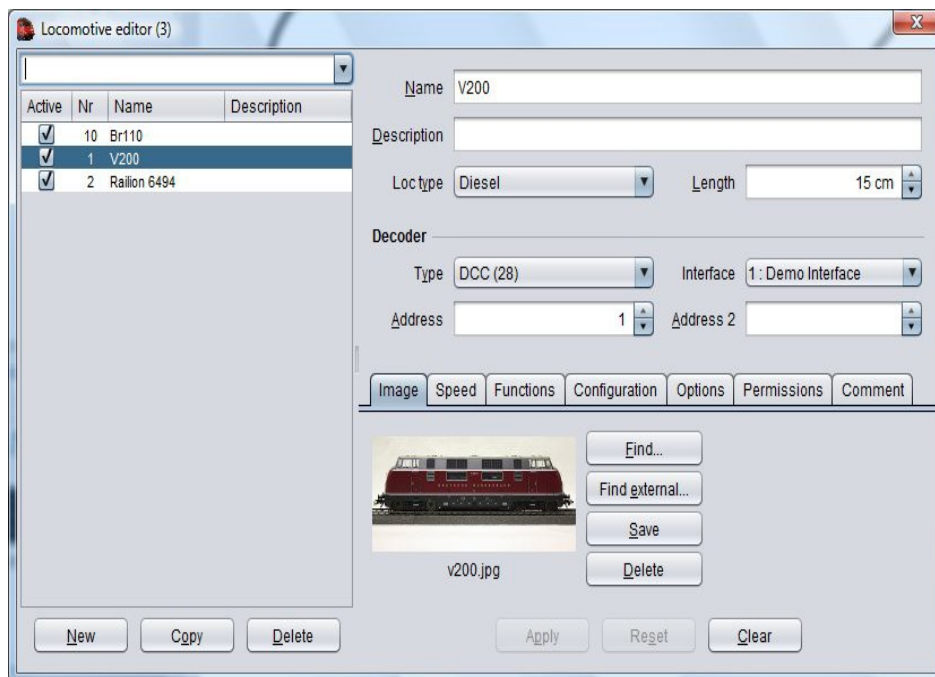 Locomotive editor (3)
X
Active Nr Name Description
10 Br110
1 V200
2 Railion 6494
New Copy Delete
Name V200
Description
Loc type Diesel Length 15 cm
Decoder
Type DCC (28) Interface 1 : Demo Interface
Address 1 Address 2
Image Speed Functions Configuration Options Permissions Comment
Find...
Find external...
Save
Delete
v200.jpg
Apply Reset Clear